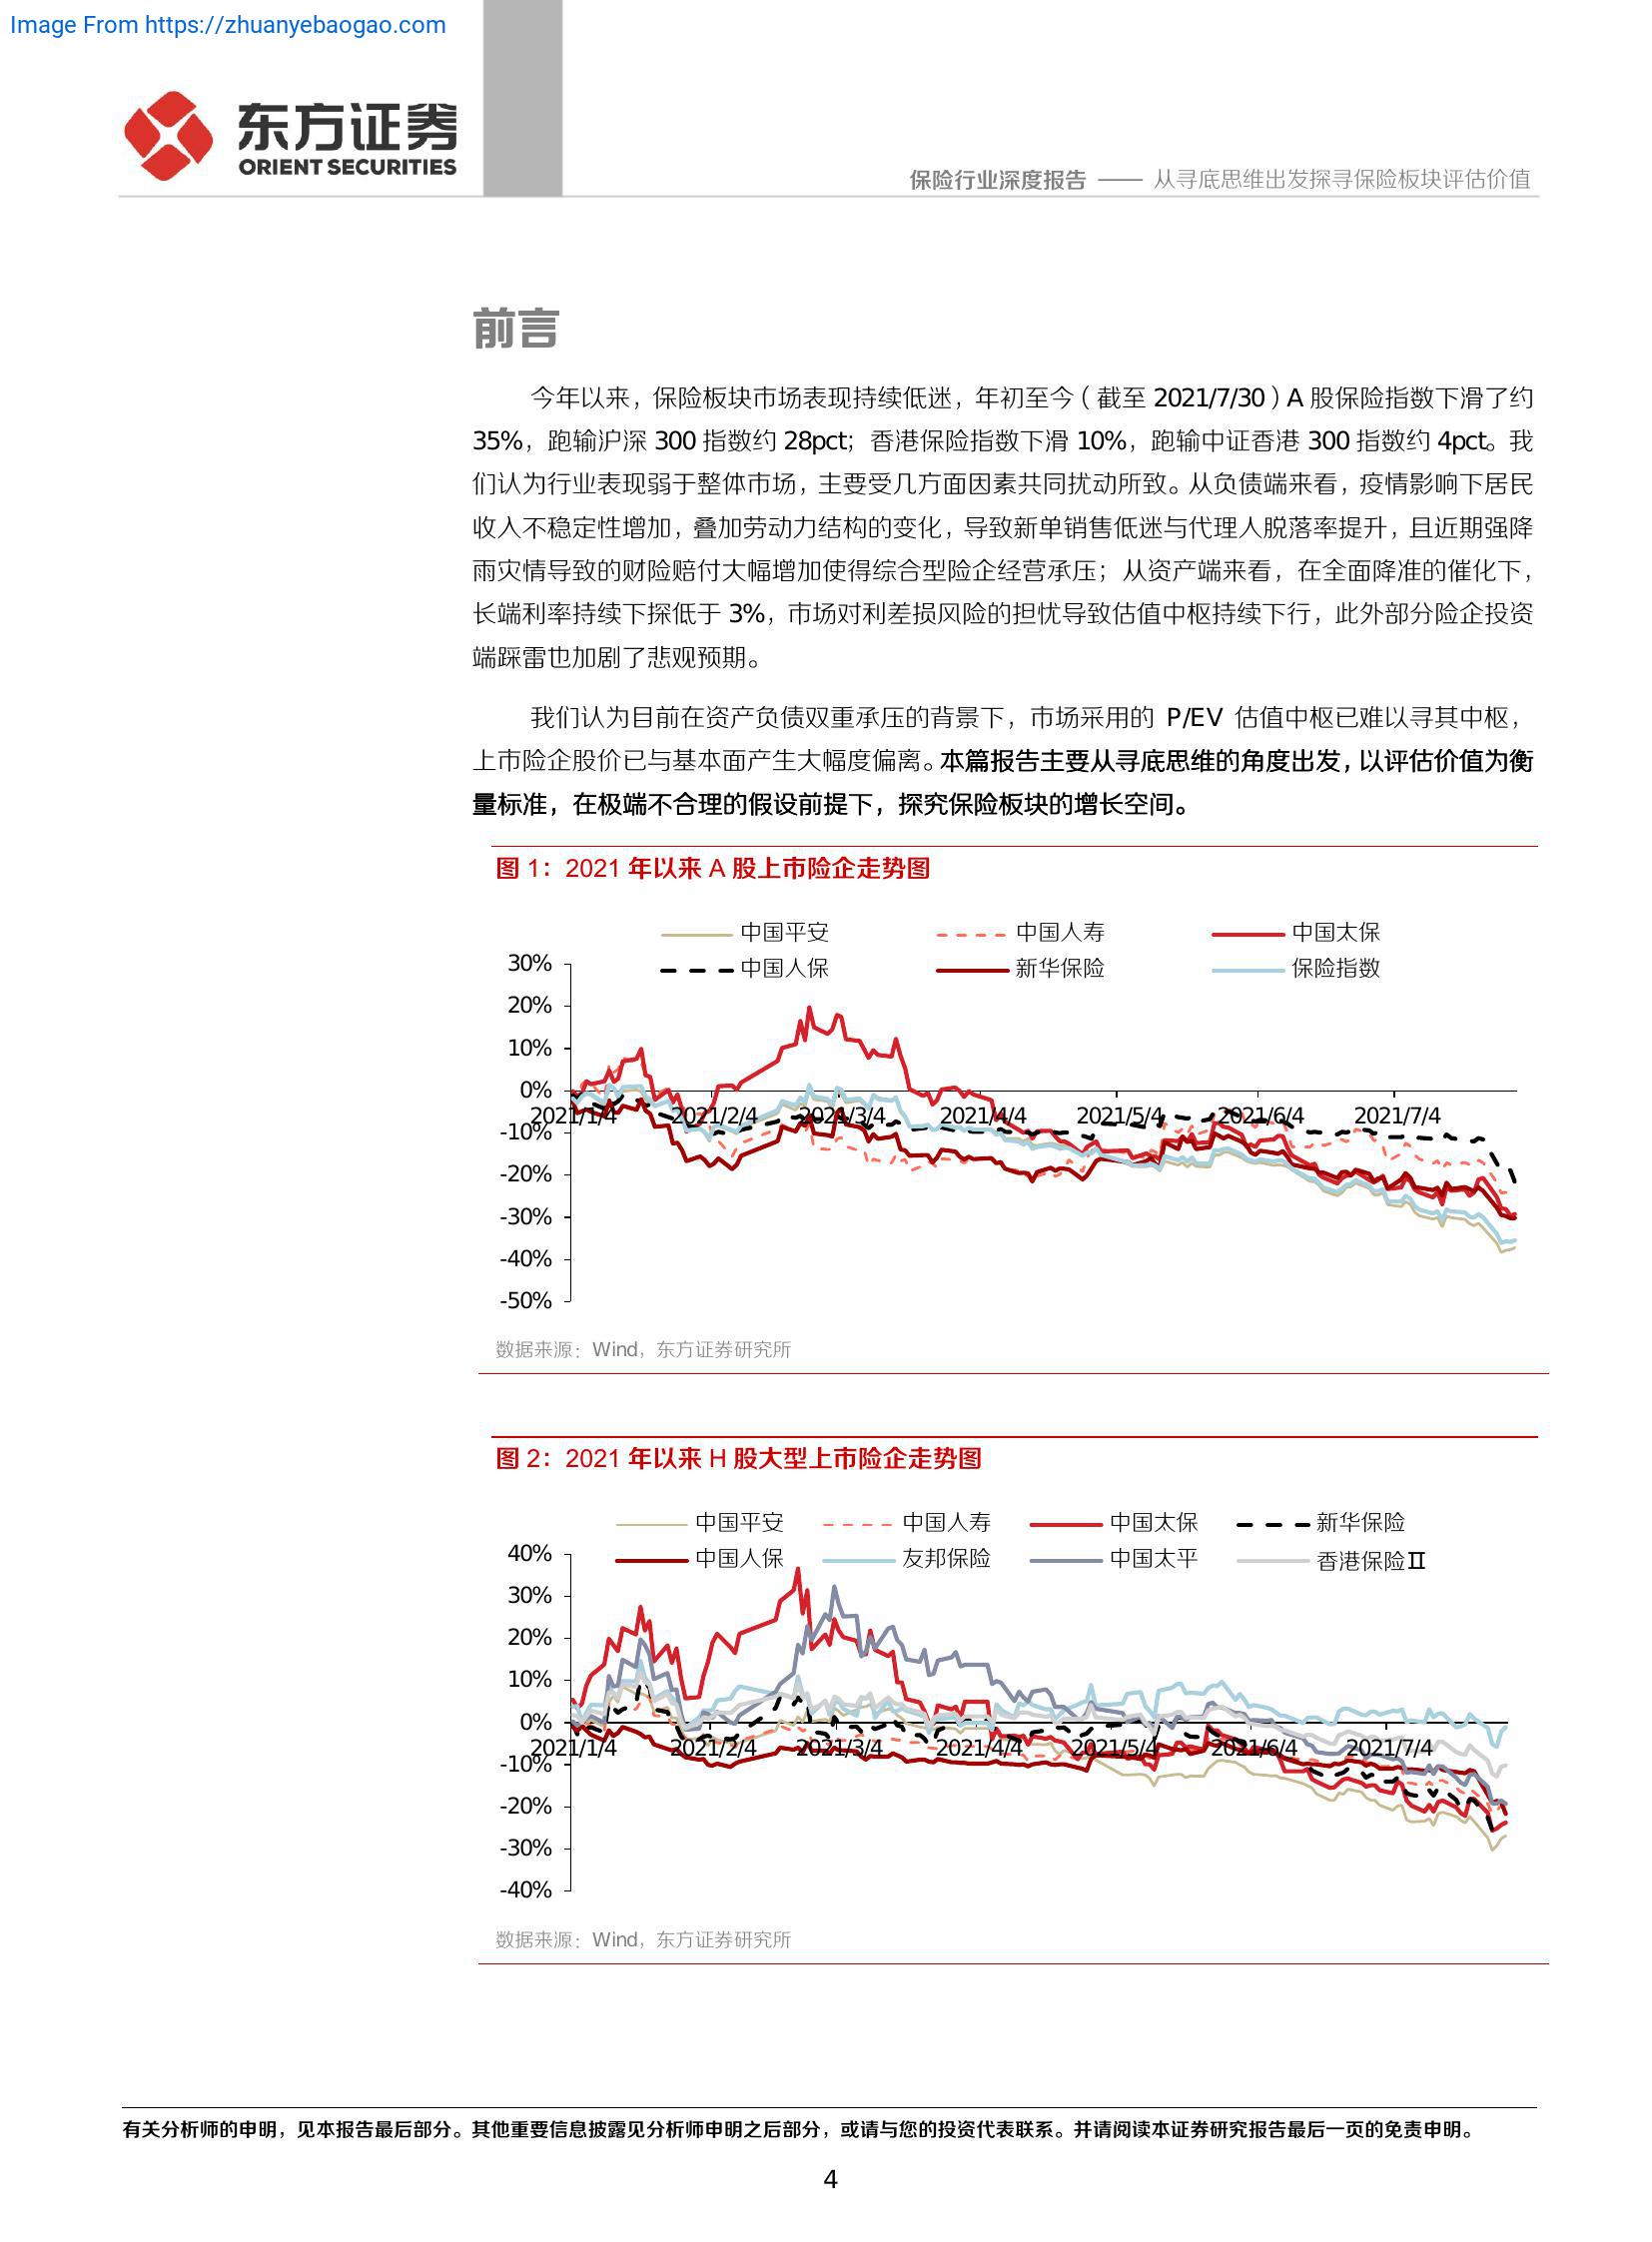 Image From https://zhuanyebaogao.com
东方证券
ORIENT SECURITIES
保险行业深度报告 —— 从寻底思维出发探寻保险板块评估价值
前言
今年以来，保险板块市场表现持续低迷，年初至今（截至 2021/7/30）A 股保险指数下滑了约
35%，跑输沪深 300 指数约 28pct；香港保险指数下滑 10%，跑输中证香港 300 指数约 4pct。我
们认为行业表现弱于整体市场，主要受几方面因素共同扰动所致。从负债端来看，疫情影响下居民
收入不稳定性增加，叠加劳动力结构的变化，导致新单销售低迷与代理人脱落率提升，且近期强降
雨灾情导致的财险赔付大幅增加使得综合型险企经营承压；从资产端来看，在全面降准的催化下，
长端利率持续下探低于 3%，市场对利差损风险的担忧导致估值中枢持续下行，此外部分险企投资
端踩雷也加剧了悲观预期。
我们认为目前在资产负债双重承压的背景下，市场采用的 P/EV 估值中枢已难以寻其中枢，
上市险企股价已与基本面产生大幅度偏离。本篇报告主要从寻底思维的角度出发，以评估价值为衡
量标准，在极端不合理的假设前提下，探究保险板块的增长空间。
图 1：2021 年以来 A 股上市险企走势图
中国平安 中国人寿 中国太保
中国人保 新华保险 保险指数
30%
20%
10%
0%
-10%
-20%
-30%
-40%
-50%
2021/1/4 2021/2/4 2021/3/4 2021/4/4 2021/5/4 2021/6/4 2021/7/4
数据来源：Wind，东方证券研究所
图 2：2021 年以来 H 股大型上市险企走势图
中国平安 中国人寿 中国太保 新华保险
中国人保 友邦保险 中国太平 香港保险Ⅱ
40%
30%
20%
10%
0%
-10%
-20%
-30%
-40%
2021/1/4 2021/2/4 2021/3/4 2021/4/4 2021/5/4 2021/6/4 2021/7/4
数据来源：Wind，东方证券研究所
有关分析师的申明，见本报告最后部分。其他重要信息披露见分析师申明之后部分，或请与您的投资代表联系。并请阅读本证券研究报告最后一页的免责申明。
4